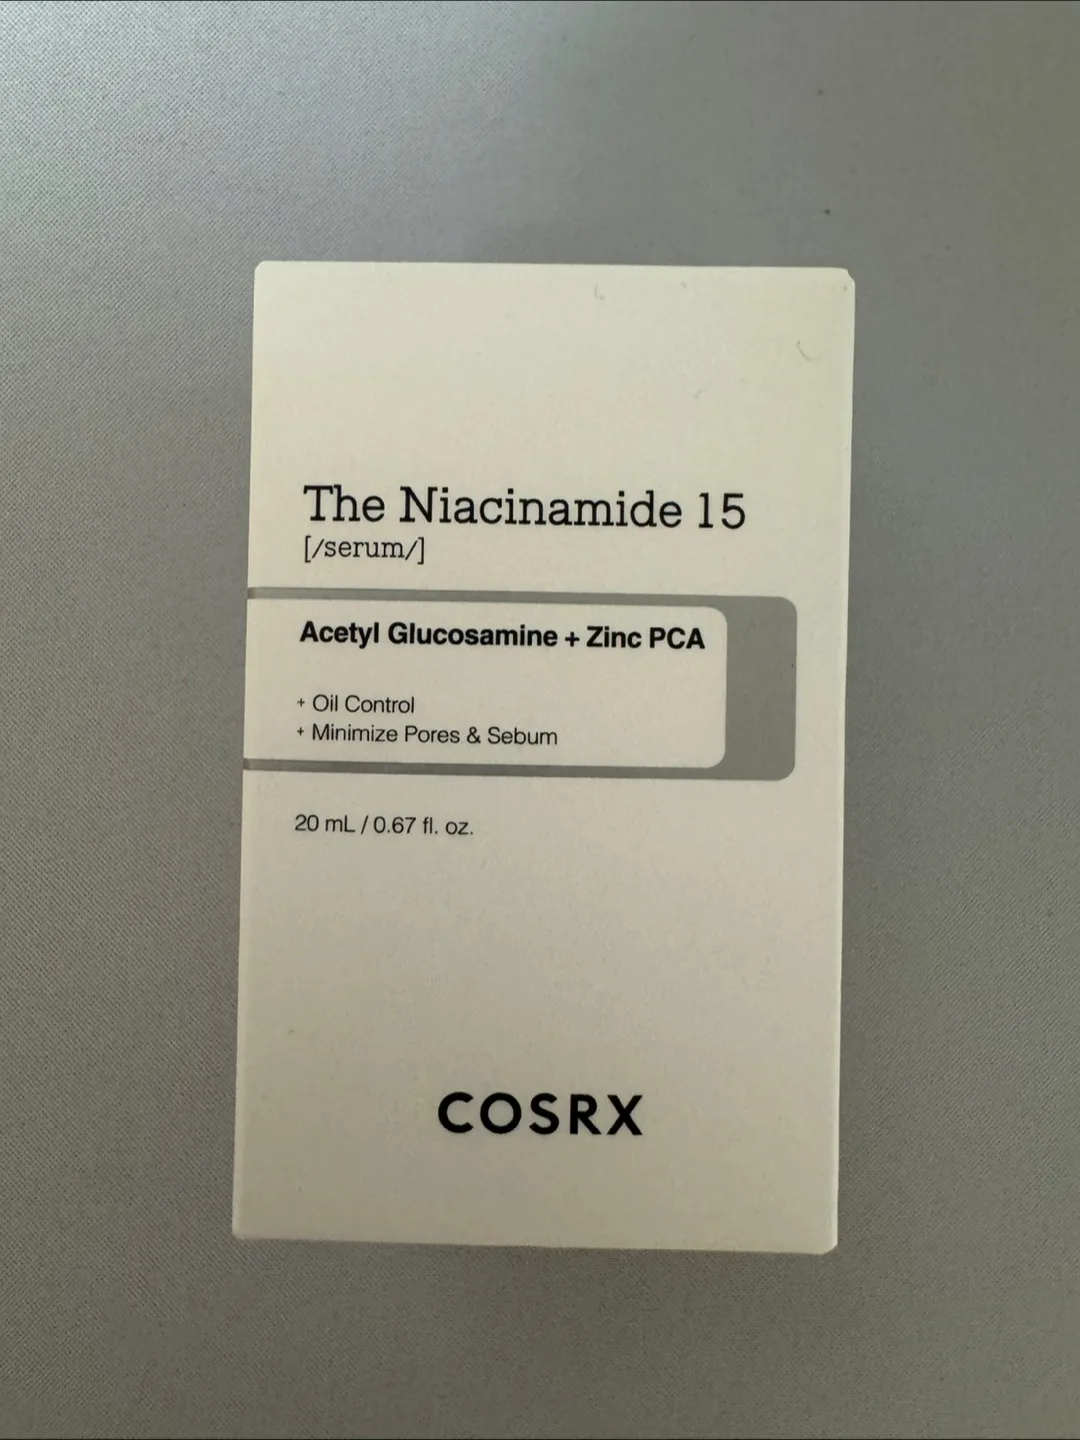 The Niacinamide 15
[/serum/]
Acetyl Glucosamine + Zinc PCA
+ Oil Control
+ Minimize Pores & Sebum
20 mL / 0.67 fl. oz.
COSRX